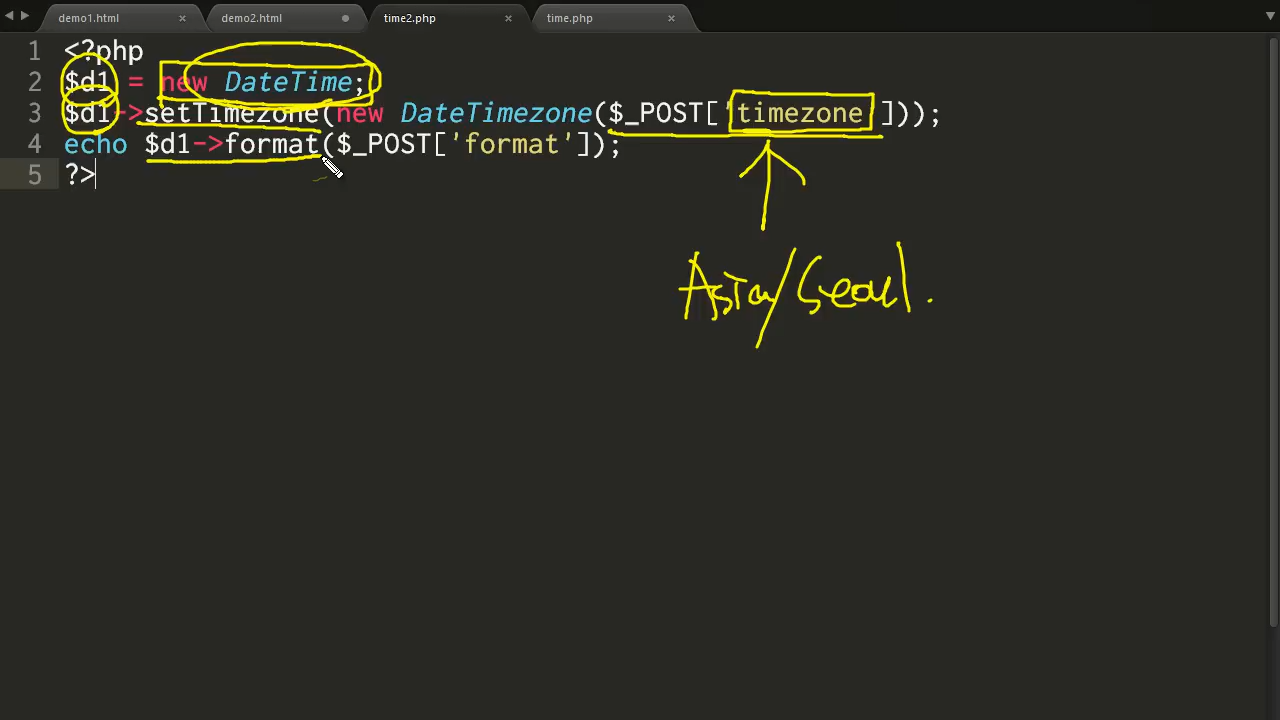 demo1.html × demo2.html time2.php × time.php ×
1 <?php
2 $d1 = new DateTime;
3 $d1->setTimezone(new DateTimezone($_POST['timezone']));
4 echo $d1->format($_POST['format']);
5 ?>
Asia/Seoul.